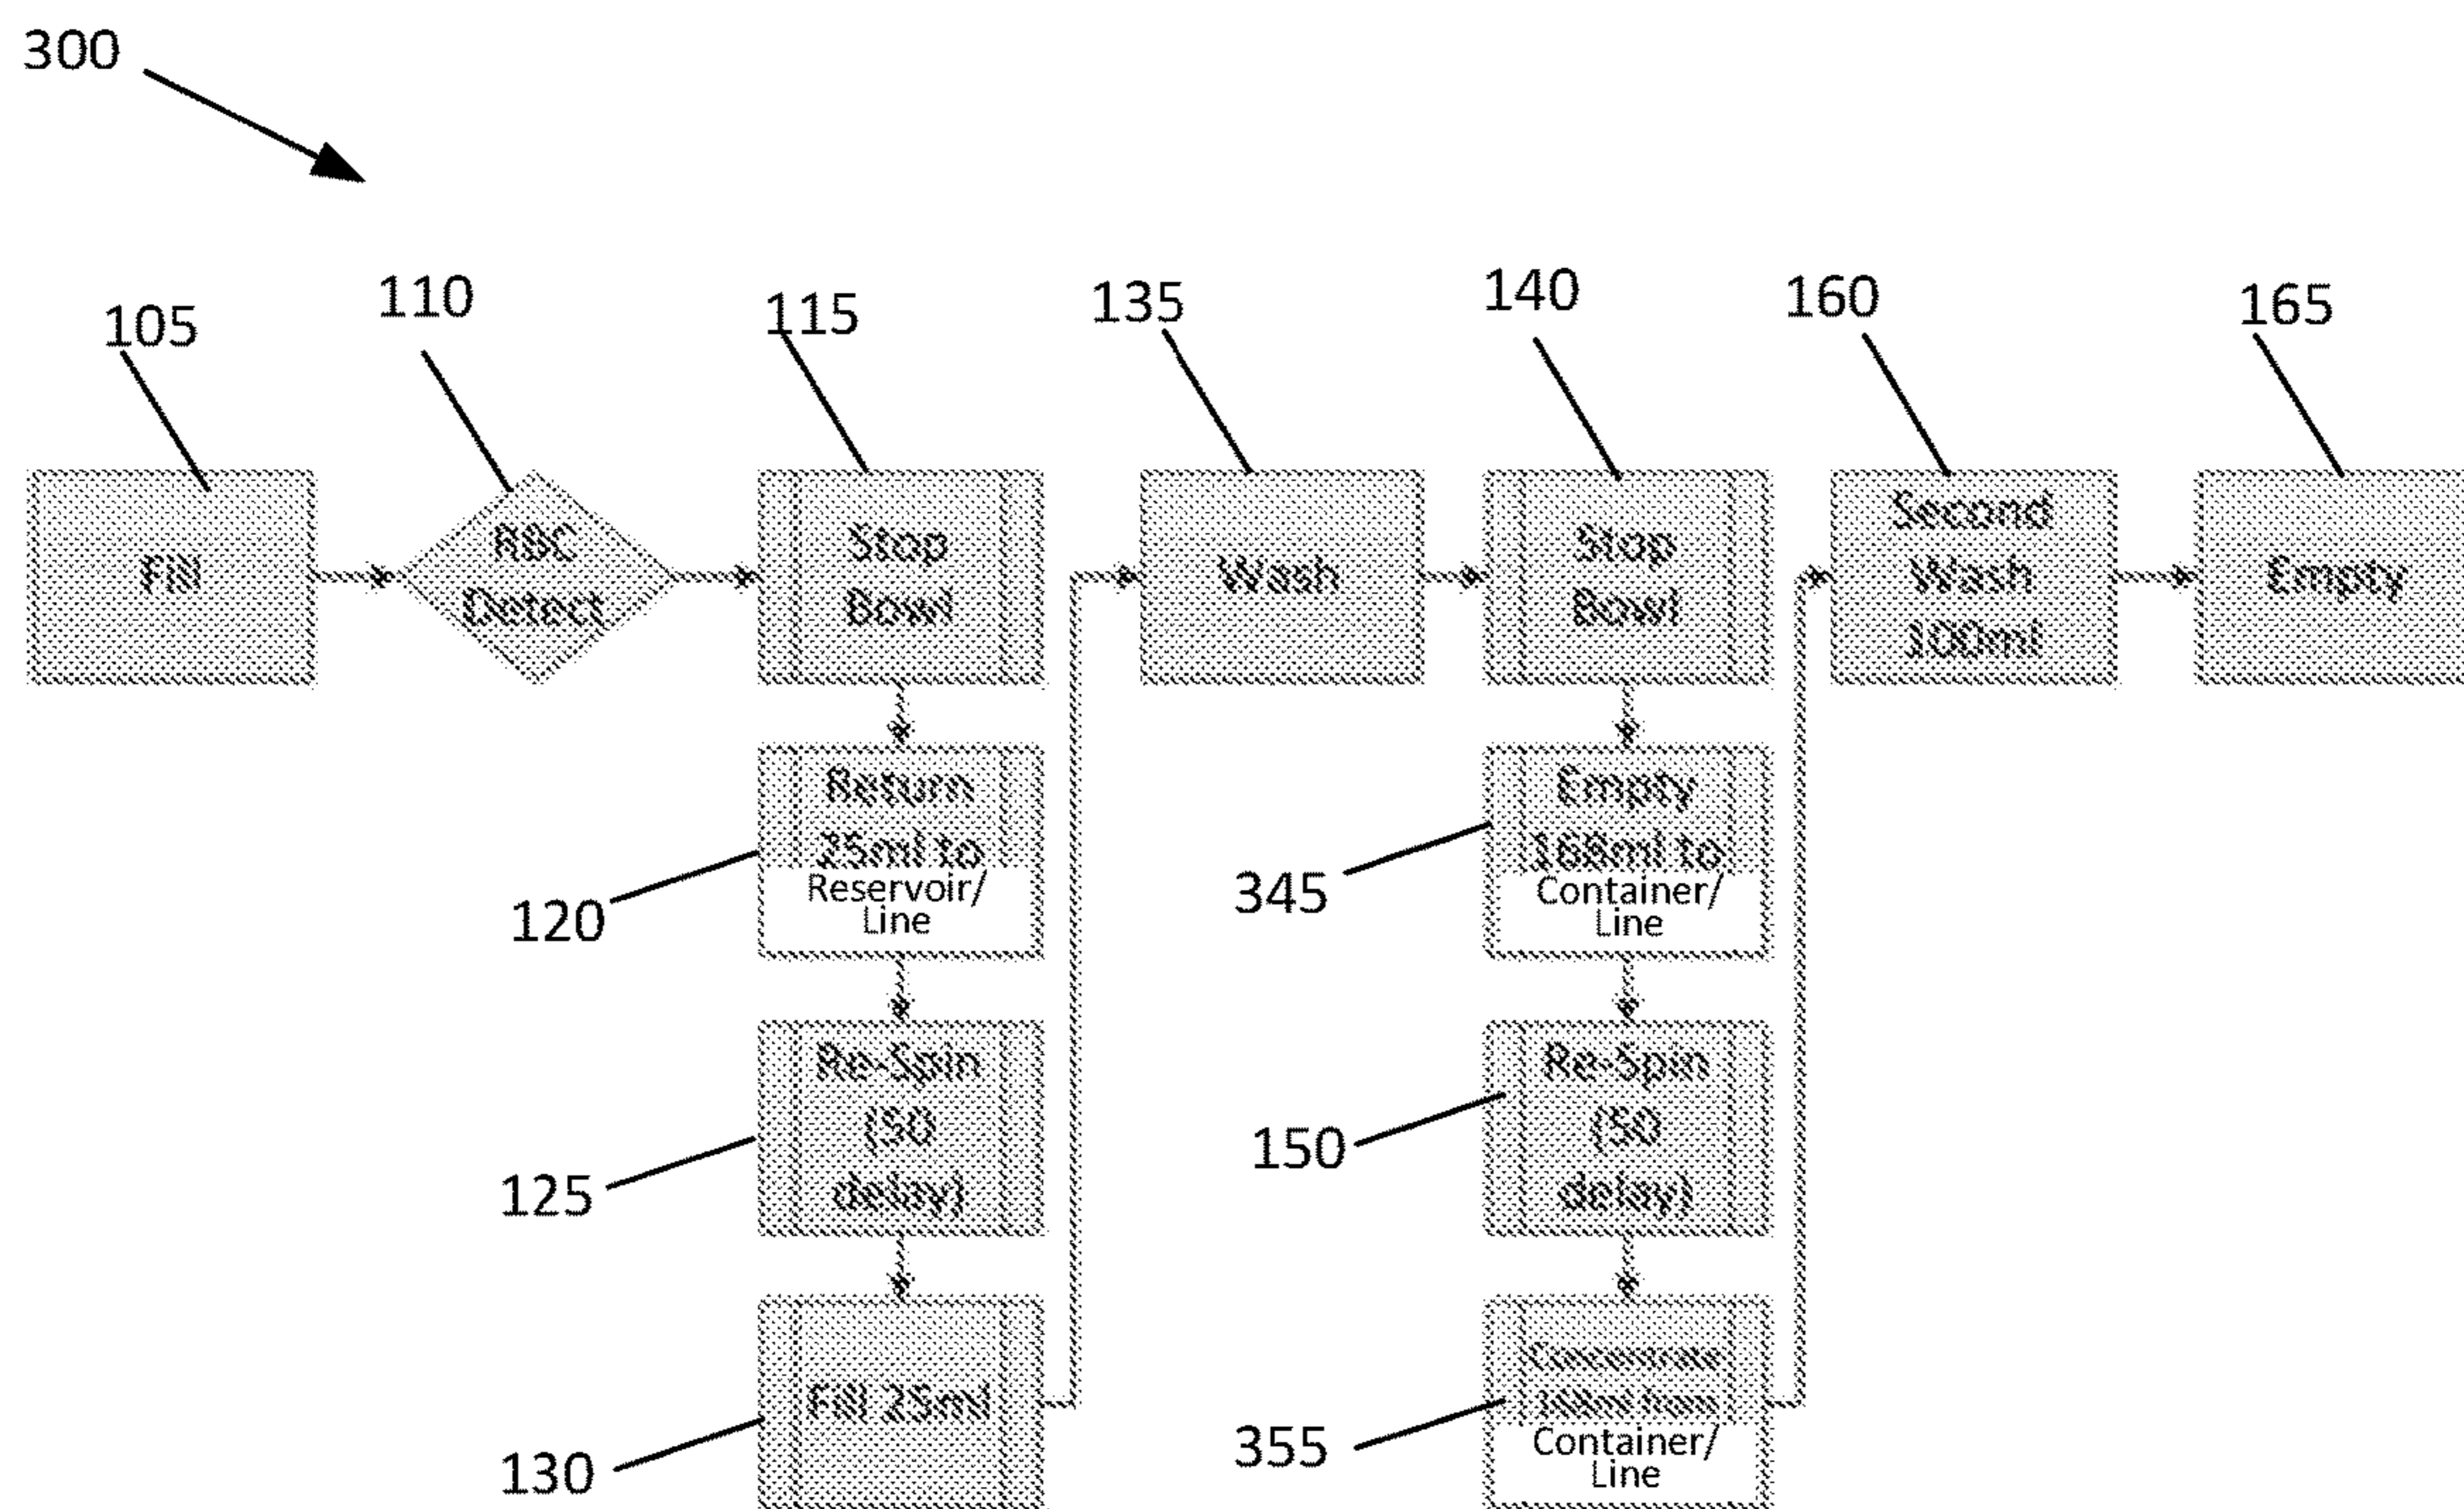 300
105
110
115
135
140
160
165
Fill
RBC
Detect
Stop
Bowl
Wash
Stop
Bowl
Second
Wash
100ml
Empty
120
Return
25ml to
Reservoir/
Line
345
Empty
168ml to
Container/
Line
125
Re-Spin
(50
delay)
150
Re-Spin
(50
delay)
130
Fill 25ml
355
Concentrate
from
Container/
Line